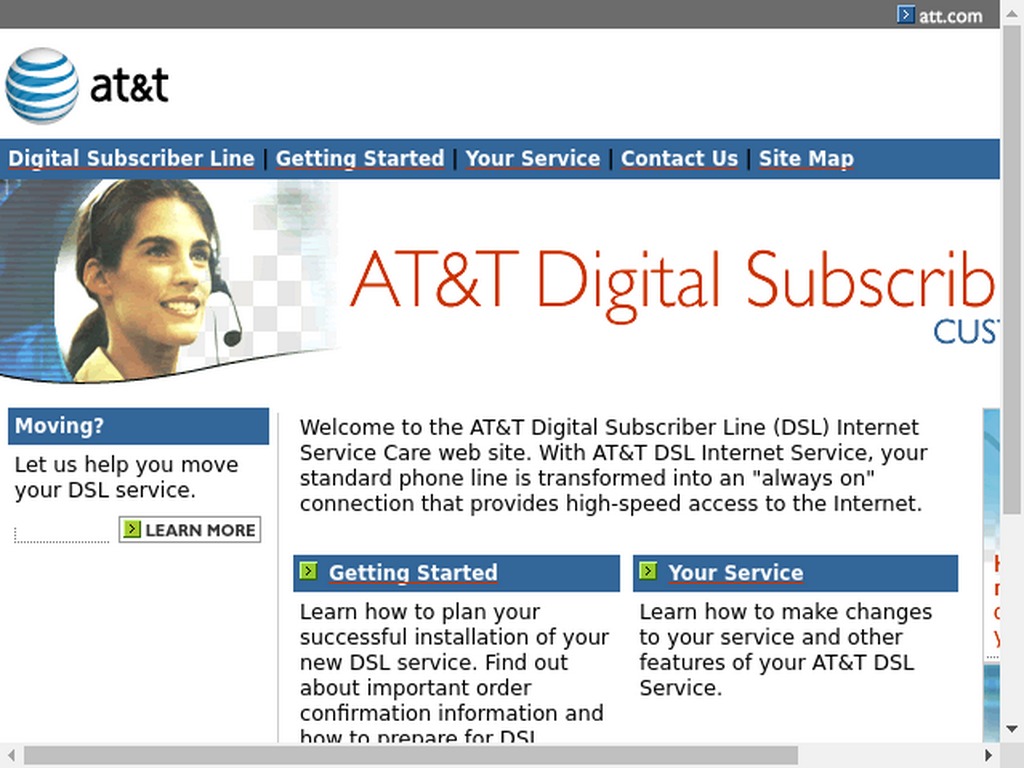 att.com
at&t
Digital Subscriber Line | Getting Started | Your Service | Contact Us | Site Map
AT&T Digital Subscrib
CUS
Moving?
Let us help you move
your DSL service.
LEARN MORE
Welcome to the AT&T Digital Subscriber Line (DSL) Internet
Service Care web site. With AT&T DSL Internet Service, your
standard phone line is transformed into an "always on"
connection that provides high-speed access to the Internet.
Getting Started
Learn how to plan your
successful installation of your
new DSL service. Find out
about important order
confirmation information and
how to prepare for DSL
Your Service
Learn how to make changes
to your service and other
features of your AT&T DSL
Service.